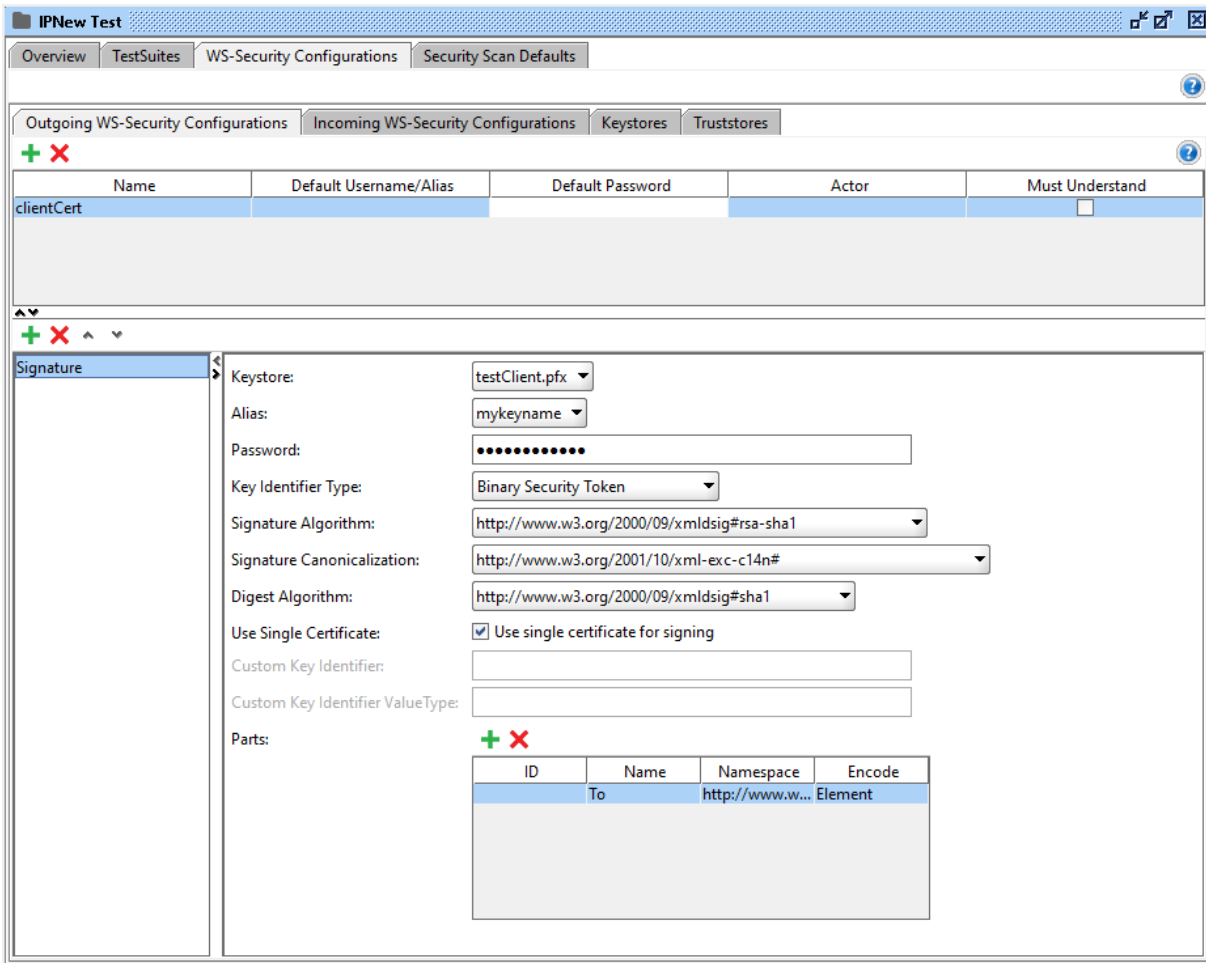 IPNew Test
Overview TestSuites WS-Security Configurations Security Scan Defaults
Outgoing WS-Security Configurations Incoming WS-Security Configurations Keystores Truststores
Name Default Username/Alias Default Password Actor Must Understand
clientCert
Signature
Keystore: testClient.pfx
Alias: mykeyname
Password: ••••••••••••
Key Identifier Type: Binary Security Token
Signature Algorithm: http://www.w3.org/2000/09/xmldsig#rsa-sha1
Signature Canonicalization: http://www.w3.org/2001/10/xml-exc-c14n#
Digest Algorithm: http://www.w3.org/2000/09/xmldsig#sha1
Use Single Certificate: Use single certificate for signing
Custom Key Identifier:
Custom Key Identifier ValueType:
Parts:
ID Name Namespace Encode
To http://www.w... Element